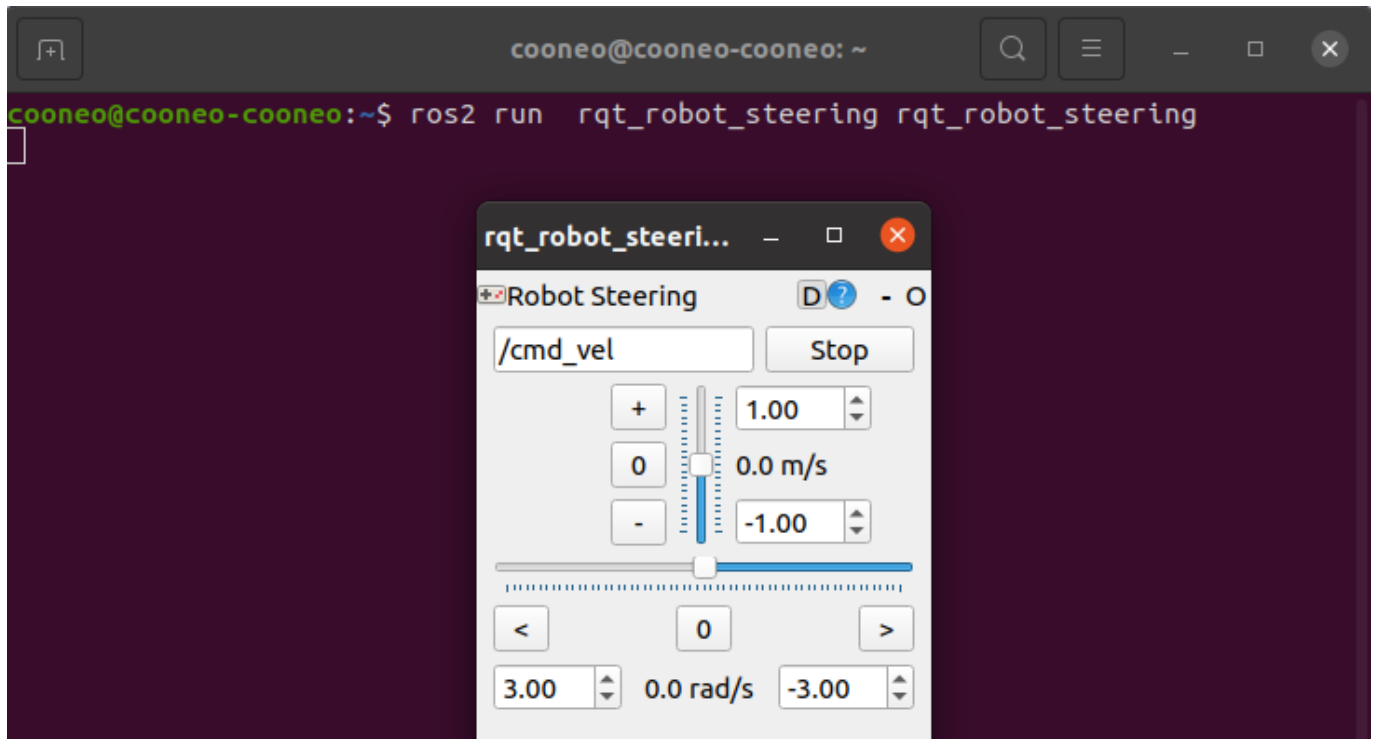 cooneo@cooneo-cooneo: ~
cooneo@cooneo-cooneo:~$ ros2 run  rqt_robot_steering rqt_robot_steering
rqt_robot_steeri...
Robot Steering D ? - O
/cmd_vel Stop
+ 1.00
0 0.0 m/s
- -1.00
< 0 >
3.00 0.0 rad/s -3.00